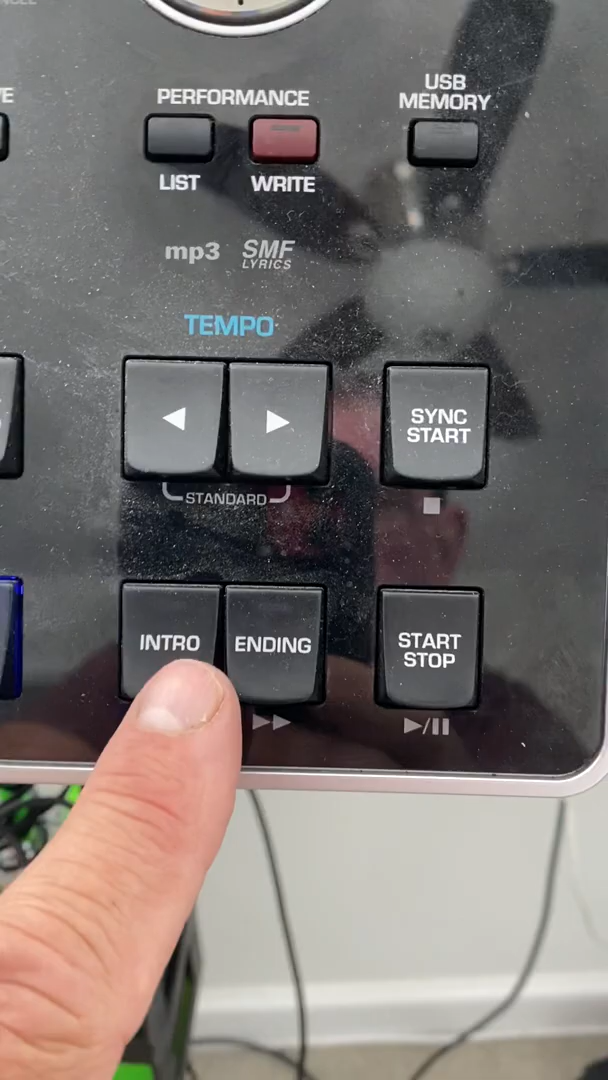 PERFORMANCE
USB
MEMORY
LIST
WRITE
mp3
SMF
LYRICS
TEMPO
SYNC
START
STANDARD
INTRO
ENDING
START
STOP